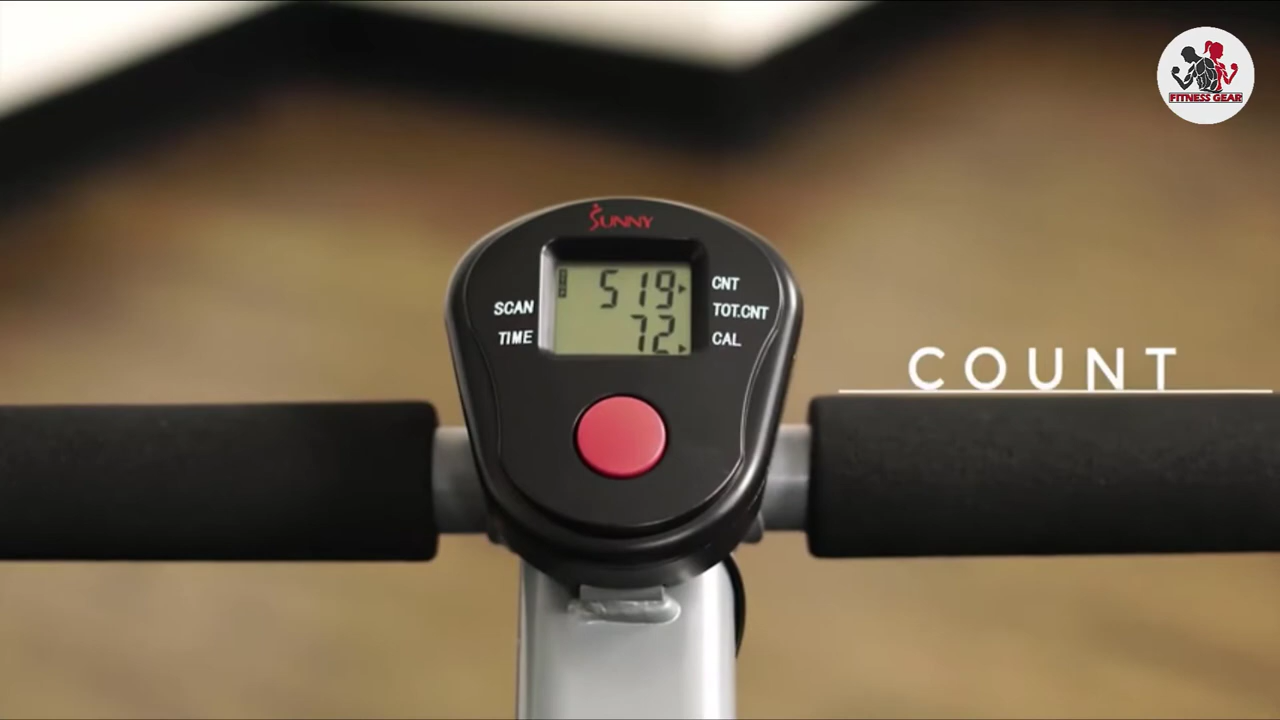 FITNESS GEAR
SUNNY
519
72
SCAN
TIME
CNT
TOT.CNT
CAL
COUNT